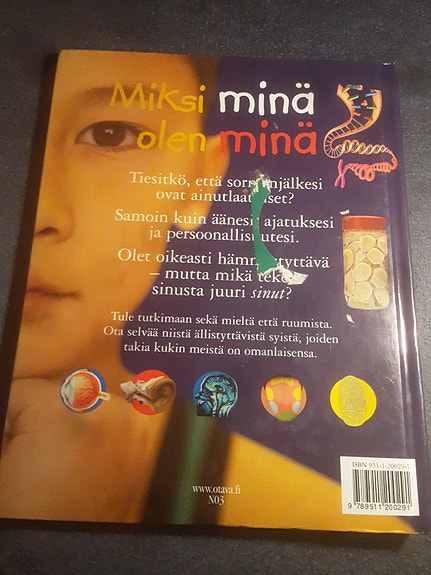 Miksi minä
olen minä
Tiesitkö, että
ovat
Samoin kuin äänesi, ajatuksesi
ja
Olet oikeasti
– mutta mikä
sinusta juuri sinut?
Tule tutkimaan sekä mieltä että ruumista.
Ota selvää niistä ällistyttävistä syistä, joiden
takia kukin meistä on omanlaisensa.
ISBN 951-1-20029-1
9 789511 200291
www.otava.fi
N03